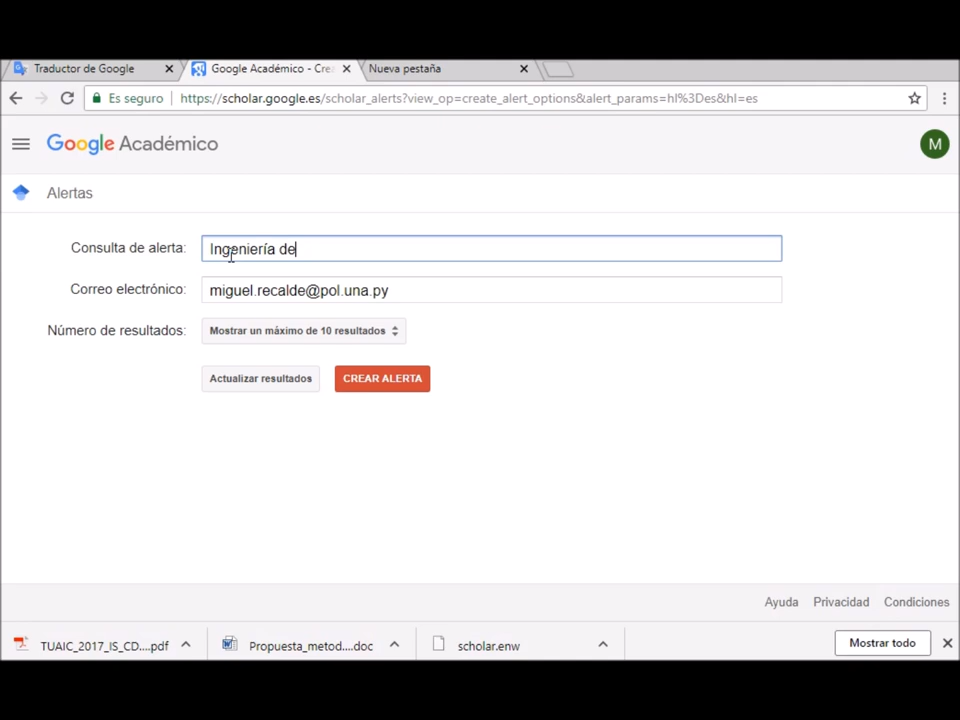 Traductor de Google
Google Académico - Cre
Nueva pestaña
Es seguro
https://scholar.google.es/scholar_alerts?view_op=create_alert_options&alert_params=hl%3Des&hl=es
Google Académico
M
Alertas
Consulta de alerta: Ingeniería de
Correo electrónico: miguel.recalde@pol.una.py
Número de resultados: Mostrar un máximo de 10 resultados
Actualizar resultados CREAR ALERTA
Ayuda Privacidad Condiciones
TUAIC_2017_IS_CD....pdf Propuesta_metod....doc scholar.enw Mostrar todo